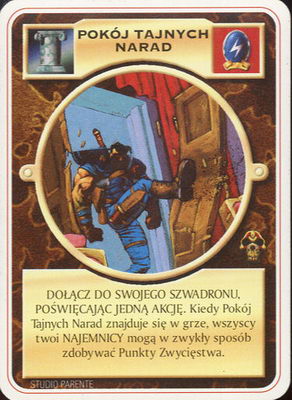 POKÓJ TAJNYCH
NARAD
DOŁĄCZ DO SWOJEGO SZWADRONU,
POŚWIĘCAJĄC JEDNĄ AKCJĘ. Kiedy Pokój
Tajnych Narad znajduje się w grze, wszyscy
twoi NAJEMNICY mogą w zwykły sposób
zdobywać Punkty Zwycięstwa.
STUDIO PARENTE